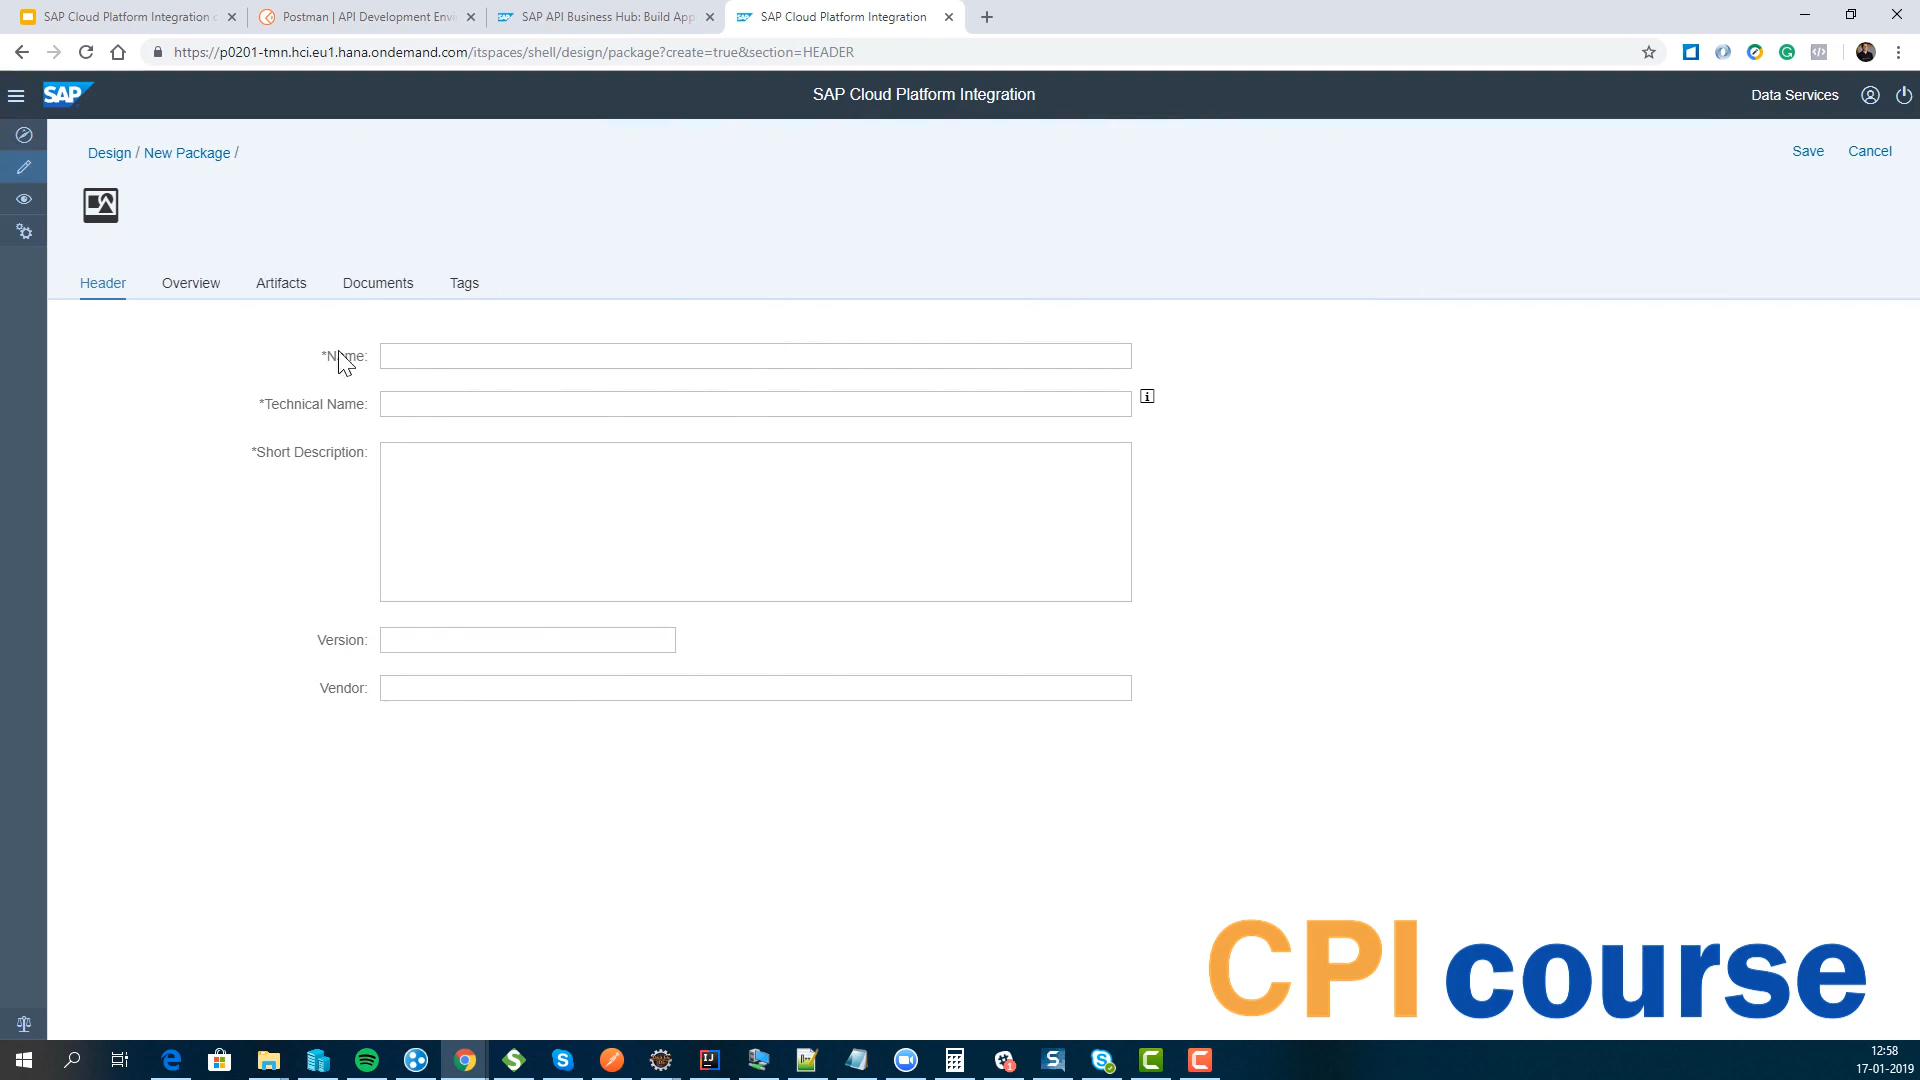 SAP Cloud Platform Integration
Postman | API Development Envi
SAP API Business Hub: Build App
SAP Cloud Platform Integration
https://p0201-tmn.hci.eu1.hana.ondemand.com/itspaces/shell/design/package?create=true&section=HEADER
SAP
SAP Cloud Platform Integration
Data Services
Design / New Package /
Save
Cancel
Header
Overview
Artifacts
Documents
Tags
*Name:
*Technical Name:
*Short Description:
Version:
Vendor:
CPI course
12:58
17-01-2019